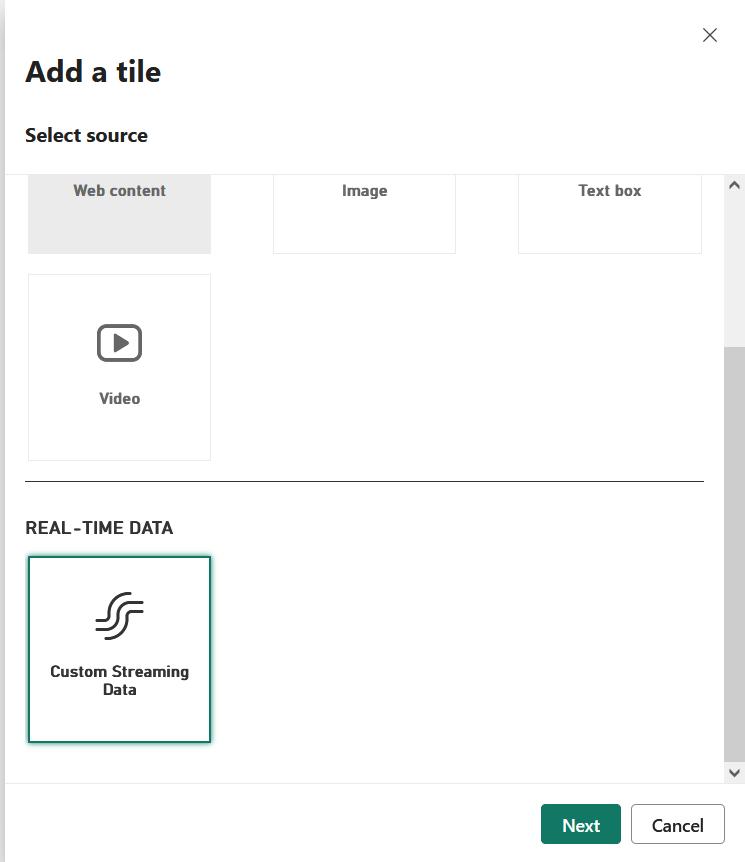 Add a tile
Select source
Web content
Image
Text box
Video
REAL-TIME DATA
Custom Streaming
Data
Next
Cancel